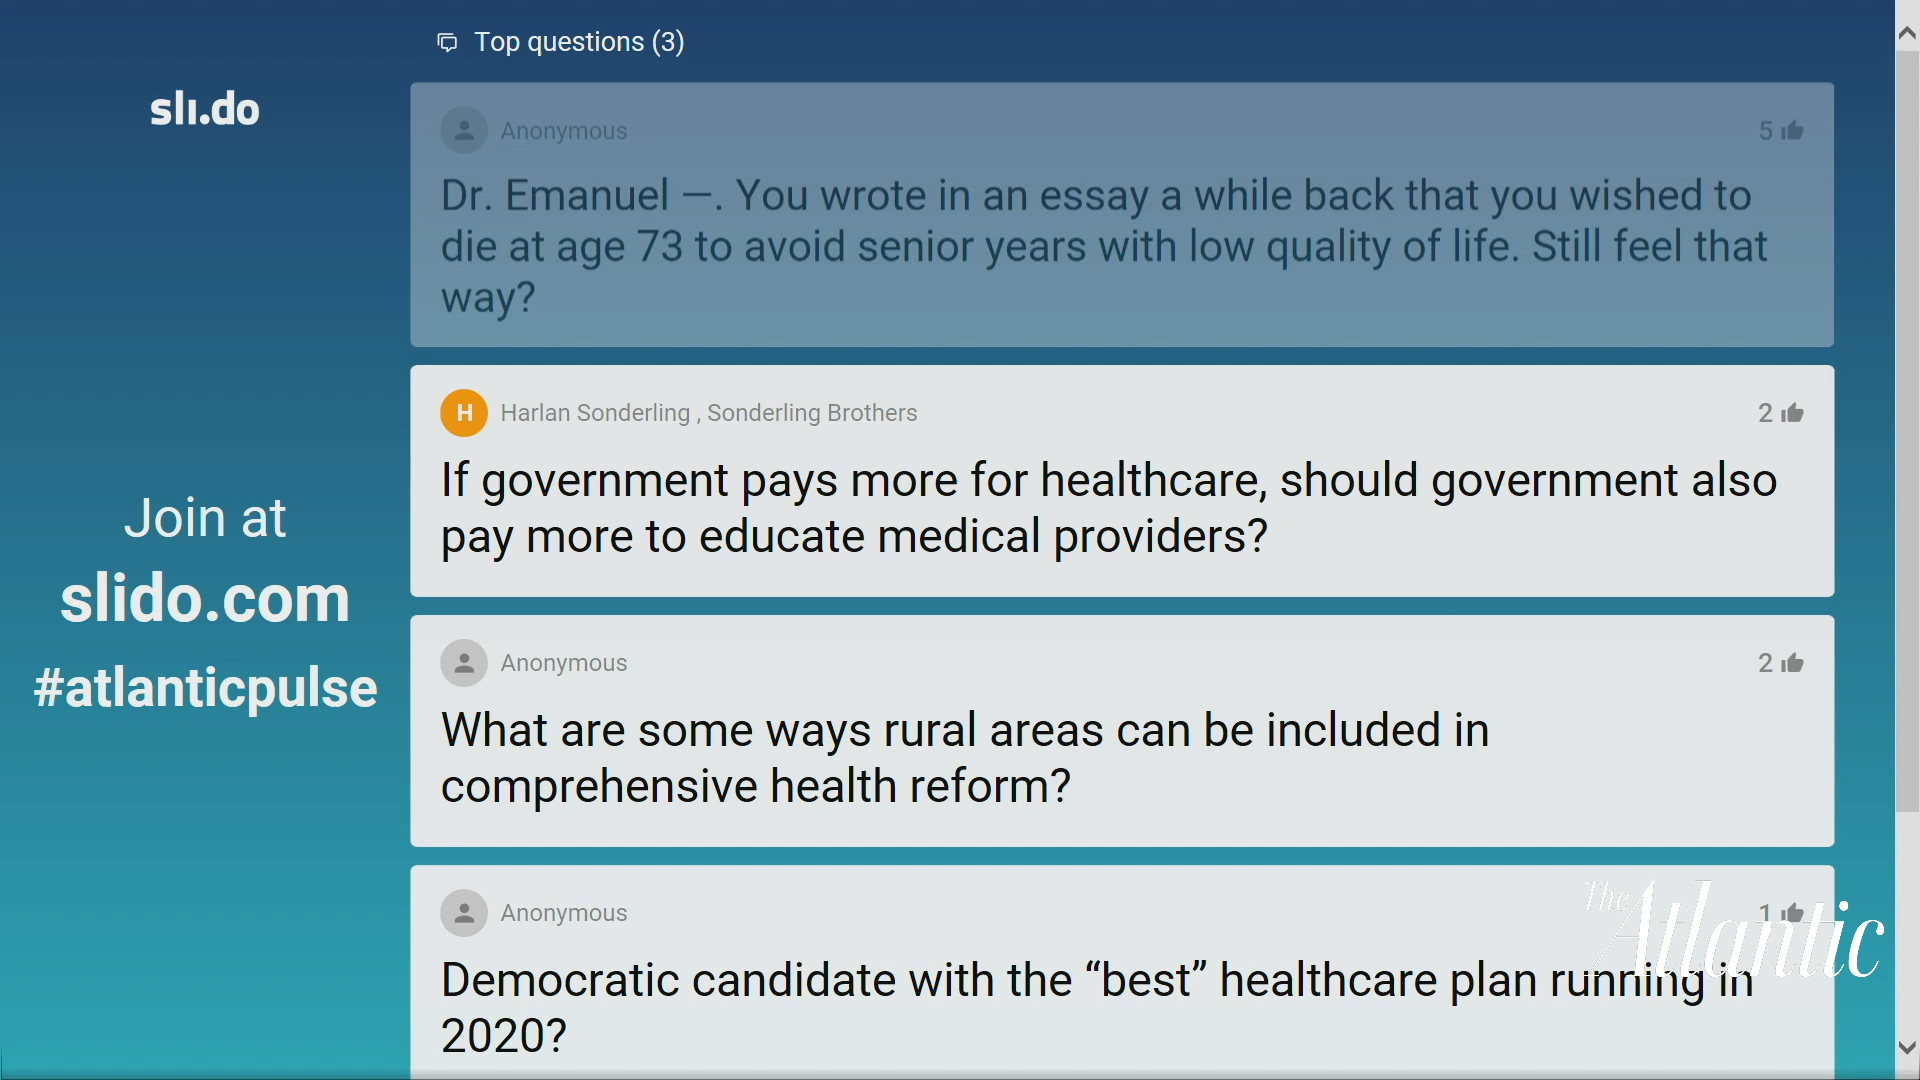 Top questions (3)
sli.do
Anonymous
5
Dr. Emanuel —. You wrote in an essay a while back that you wished to
die at age 73 to avoid senior years with low quality of life. Still feel that
way?
H
Harlan Sonderling , Sonderling Brothers
2
If government pays more for healthcare, should government also
pay more to educate medical providers?
Join at
slido.com
#atlanticpulse
Anonymous
2
What are some ways rural areas can be included in
comprehensive health reform?
Anonymous
1
Democratic candidate with the “best” healthcare plan running in
2020?
The Atlantic